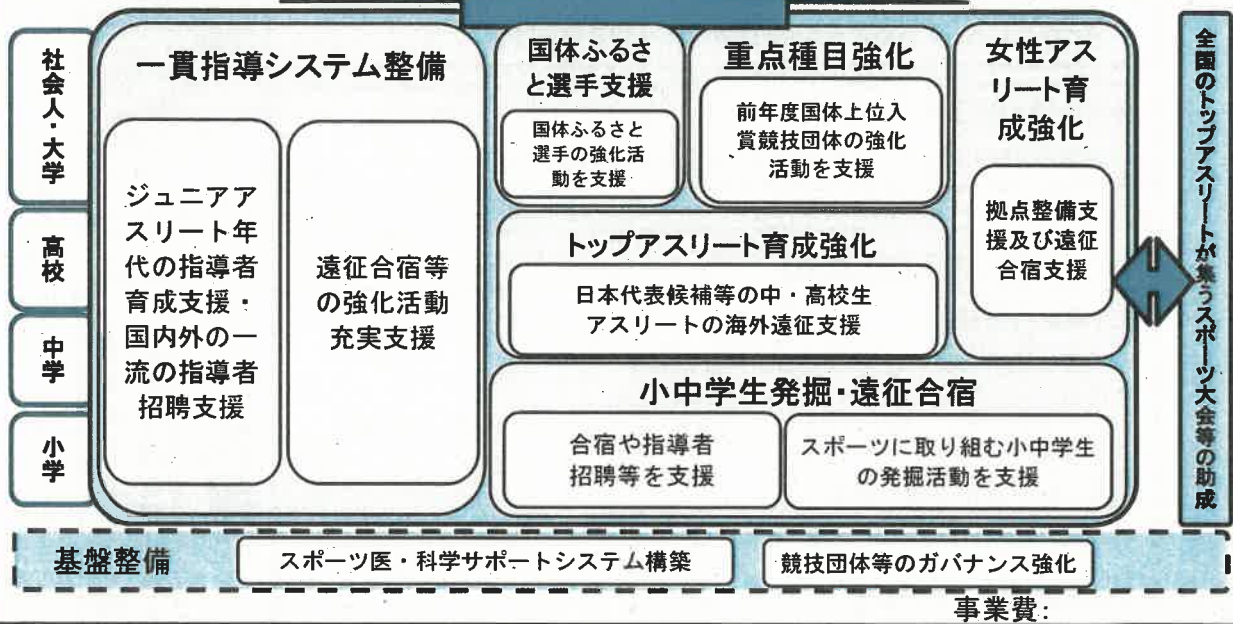 社会人・大学
高校
中学
小学
一貫指導システム整備
ジュニアア
スリート年
代の指導者
育成支援・
国内外の一
流の指導者
招聘支援
遠征合宿等
の強化活動
充実支援
国体ふるさ
と選手支援
国体ふるさと
選手の強化活
動を支援
重点種目強化
前年度国体上位入
賞競技団体の強化
活動を支援
女性アス
リート育
成強化
拠点整備支
援及び遠征
合宿支援
トップアスリート育成強化
日本代表候補等の中・高校生
アスリートの海外遠征支援
小中学生発掘・遠征合宿
合宿や指導者
招聘等を支援
スポーツに取り組む小中学生
の発掘活動を支援
全国のトップアスリートが集うスポーツ大会等の助成
基盤整備
スポーツ医・科学サポートシステム構築
競技団体等のガバナンス強化
事業費：